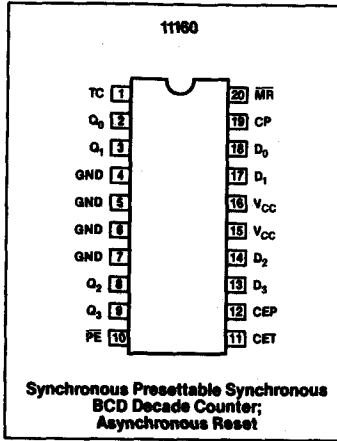 11160
TC 1 20 M̅R̅
Q0 2 19 CP
Q1 3 18 D0
GND 4 17 D1
GND 5 16 VCC
GND 6 15 VCC
GND 7 14 D2
Q2 8 13 D3
Q3 9 12 CEP
P̅E̅ 10 11 CET
Synchronous Presettable Synchronous
BCD Decade Counter;
Asynchronous Reset